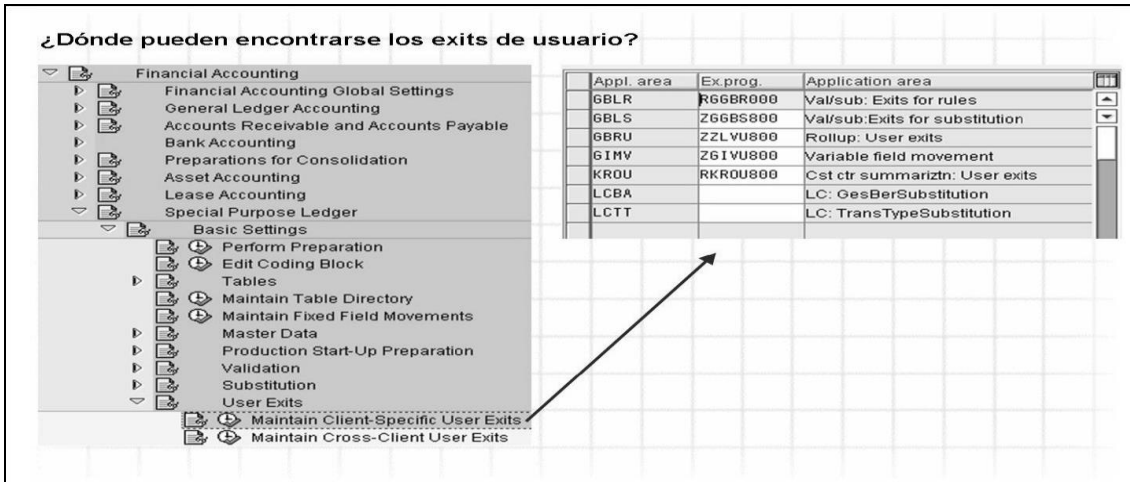 ¿Dónde pueden encontrarse los exits de usuario?
Financial Accounting
Financial Accounting Global Settings
General Ledger Accounting
Accounts Receivable and Accounts Payable
Bank Accounting
Preparations for Consolidation
Asset Accounting
Lease Accounting
Special Purpose Ledger
Basic Settings
Perform Preparation
Edit Coding Block
Tables
Maintain Table Directory
Maintain Fixed Field Movements
Master Data
Production Start-Up Preparation
Validation
Substitution
User Exits
Maintain Client-Specific User Exits
Maintain Cross-Client User Exits
Appl. area Ex.prog. Application area
GBLR RGGBR000 Val/sub: Exits for rules
GBLS ZGGBS800 Val/sub:Exits for substitution
GBRU ZZLVU800 Rollup: User exits
GIMV ZGIVU800 Variable field movement
KROU RKROU800 Cst ctr summariztn: User exits
LCBA LC: GesBerSubstitution
LCTT LC: TransTypeSubstitution